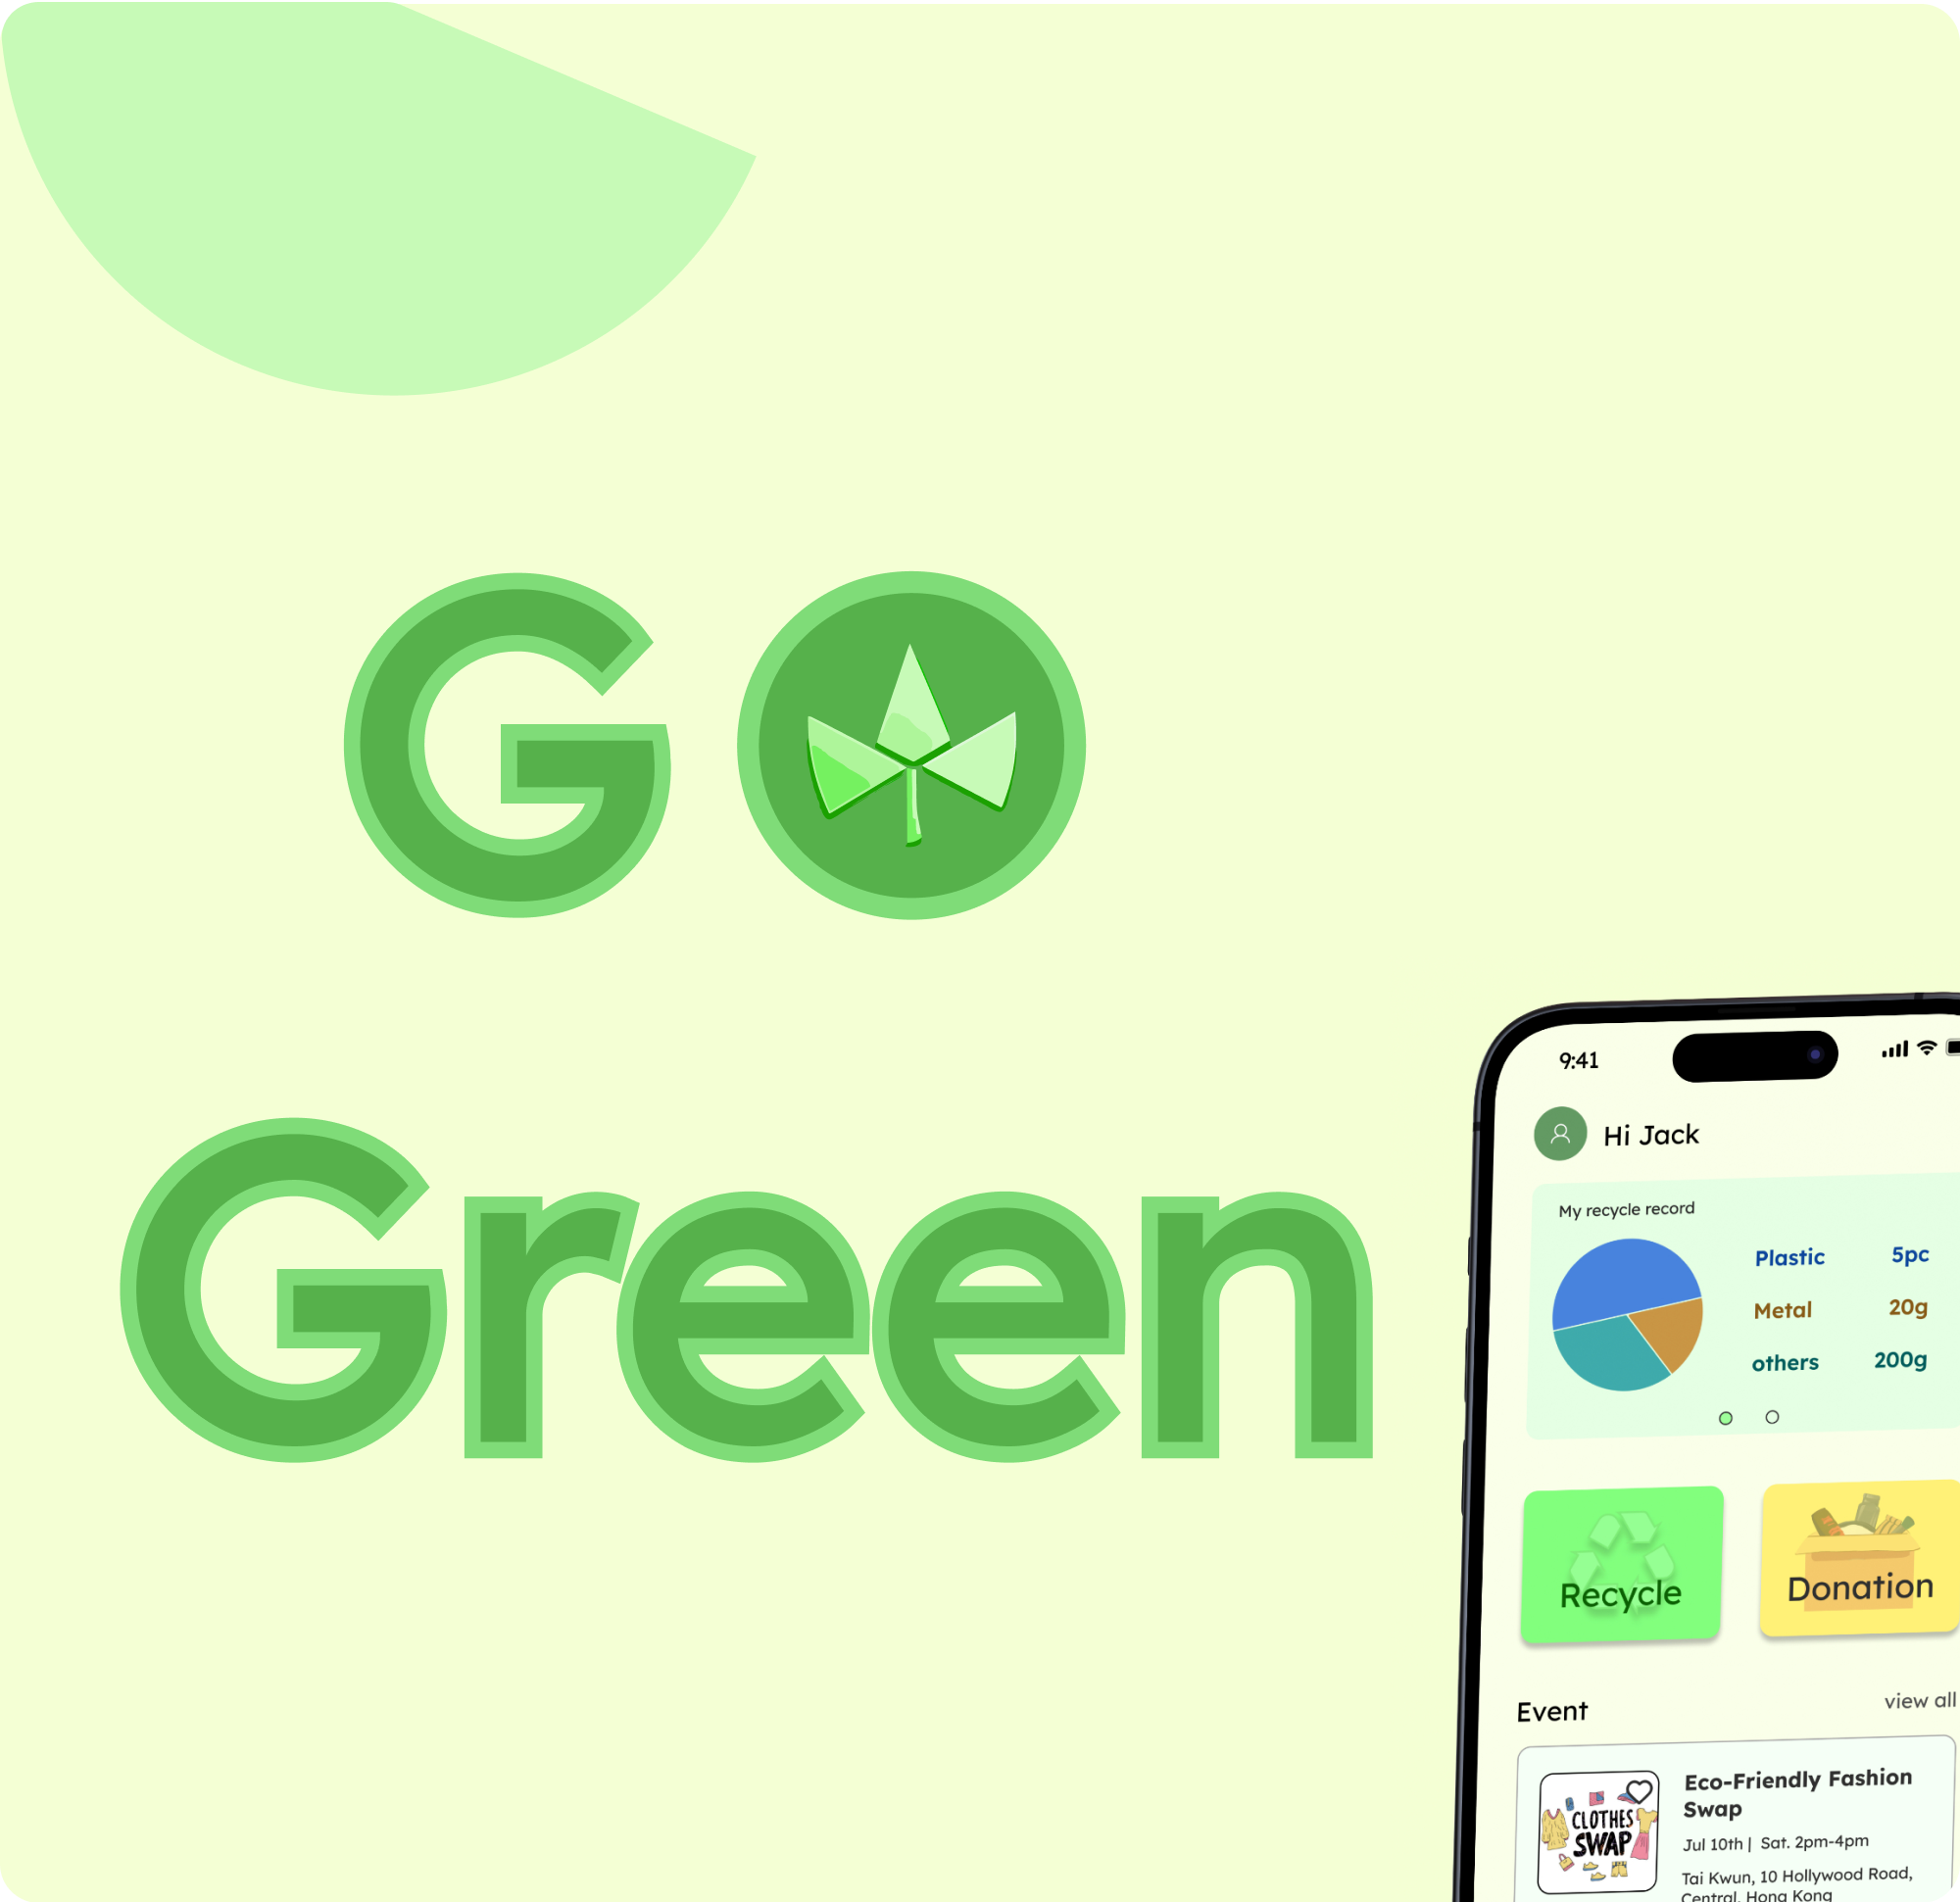 GO
Green
9:41
Hi Jack
My recycle record
Plastic 5pc
Metal 20g
others 200g
Recycle
Donation
Event view all
CLOTHES
SWAP
Eco-Friendly Fashion
Swap
Jul 10th | Sat. 2pm-4pm
Tai Kwun, 10 Hollywood Road,
Central, Hong Kong